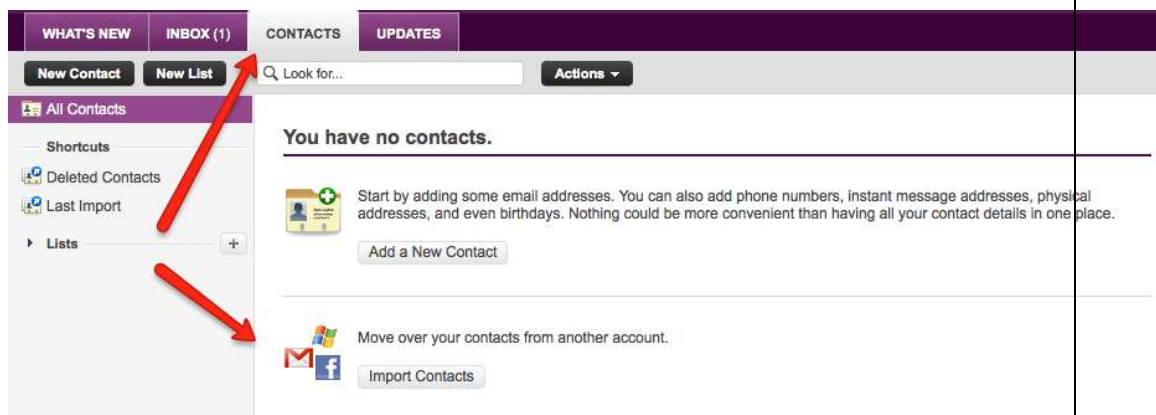 WHAT'S NEW INBOX (1) CONTACTS UPDATES
New Contact New List Look for... Actions
All Contacts
Shortcuts
Deleted Contacts
Last Import
Lists +
You have no contacts.
Start by adding some email addresses. You can also add phone numbers, instant message addresses, physical
addresses, and even birthdays. Nothing could be more convenient than having all your contact details in one place.
Add a New Contact
Move over your contacts from another account.
Import Contacts